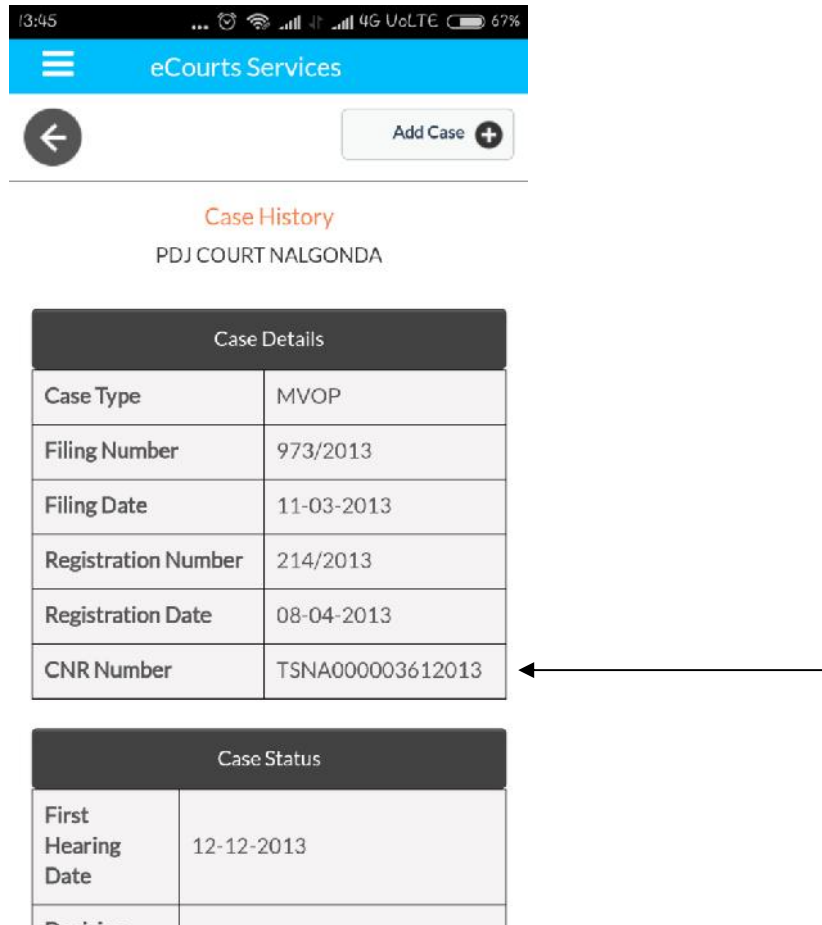 13:45 ... 4G VoLTE 67%
eCourts Services
Add Case
Case History
PDJ COURT NALGONDA
Case Details
Case Type MVOP
Filing Number 973/2013
Filing Date 11-03-2013
Registration Number 214/2013
Registration Date 08-04-2013
CNR Number TSNA000003612013
Case Status
First
Hearing 12-12-2013
Date